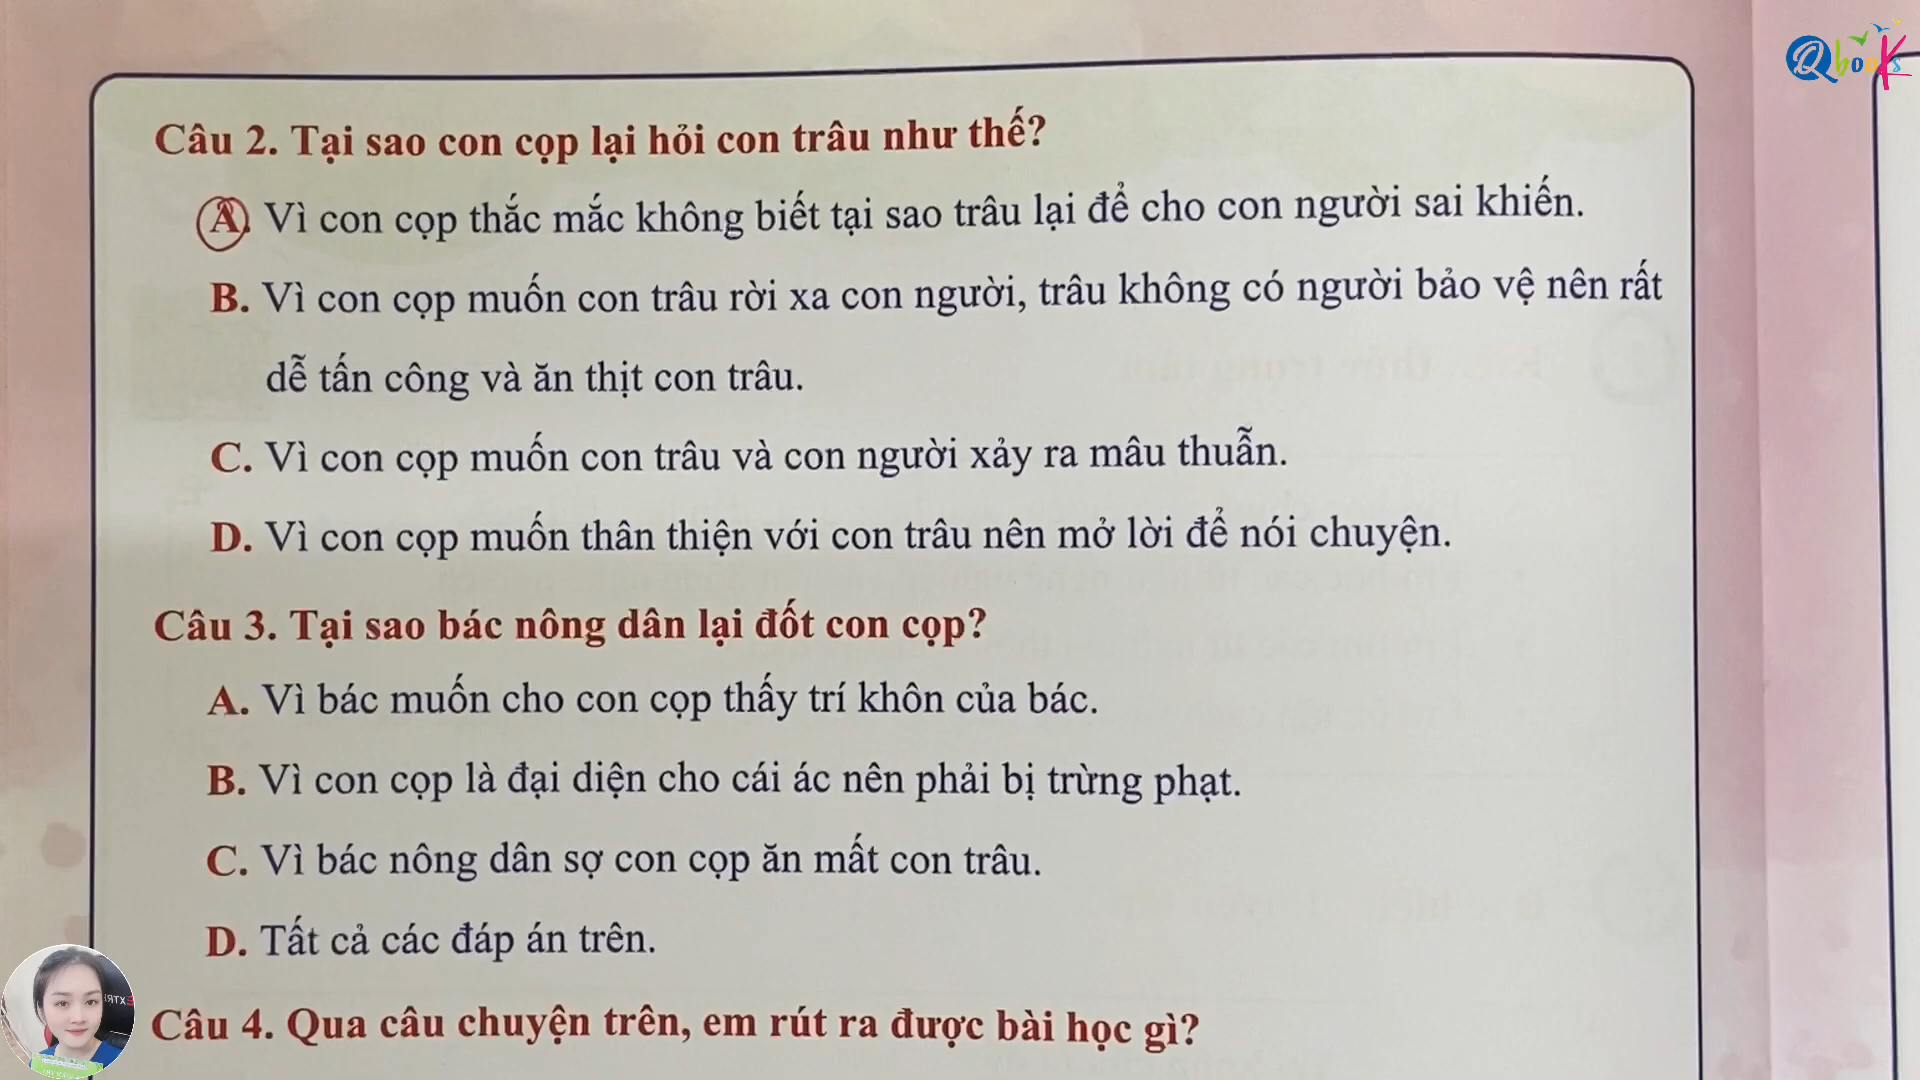 Qbooks
Câu 2. Tại sao con cọp lại hỏi con trâu như thế?
A. Vì con cọp thắc mắc không biết tại sao trâu lại để cho con người sai khiến.
B. Vì con cọp muốn con trâu rời xa con người, trâu không có người bảo vệ nên rất
dễ tấn công và ăn thịt con trâu.
C. Vì con cọp muốn con trâu và con người xảy ra mâu thuẫn.
D. Vì con cọp muốn thân thiện với con trâu nên mở lời để nói chuyện.
Câu 3. Tại sao bác nông dân lại đốt con cọp?
A. Vì bác muốn cho con cọp thấy trí khôn của bác.
B. Vì con cọp là đại diện cho cái ác nên phải bị trừng phạt.
C. Vì bác nông dân sợ con cọp ăn mất con trâu.
D. Tất cả các đáp án trên.
Câu 4. Qua câu chuyện trên, em rút ra được bài học gì?